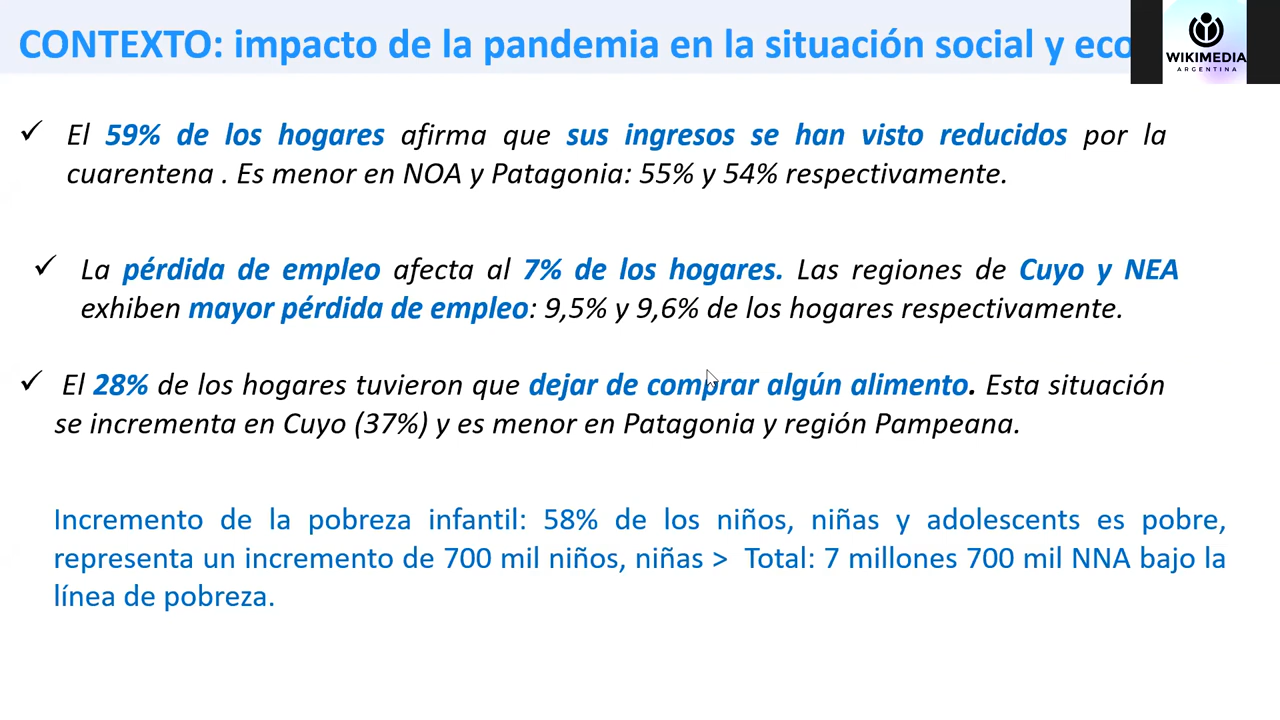 CONTEXTO: impacto de la pandemia en la situación social y eco
WIKIMEDIA
ARGENTINA
El 59% de los hogares afirma que sus ingresos se han visto reducidos por la
cuarentena . Es menor en NOA y Patagonia: 55% y 54% respectivamente.
La pérdida de empleo afecta al 7% de los hogares. Las regiones de Cuyo y NEA
exhiben mayor pérdida de empleo: 9,5% y 9,6% de los hogares respectivamente.
El 28% de los hogares tuvieron que dejar de comprar algún alimento. Esta situación
se incrementa en Cuyo (37%) y es menor en Patagonia y región Pampeana.
Incremento de la pobreza infantil: 58% de los niños, niñas y adolescents es pobre,
representa un incremento de 700 mil niños, niñas > Total: 7 millones 700 mil NNA bajo la
línea de pobreza.